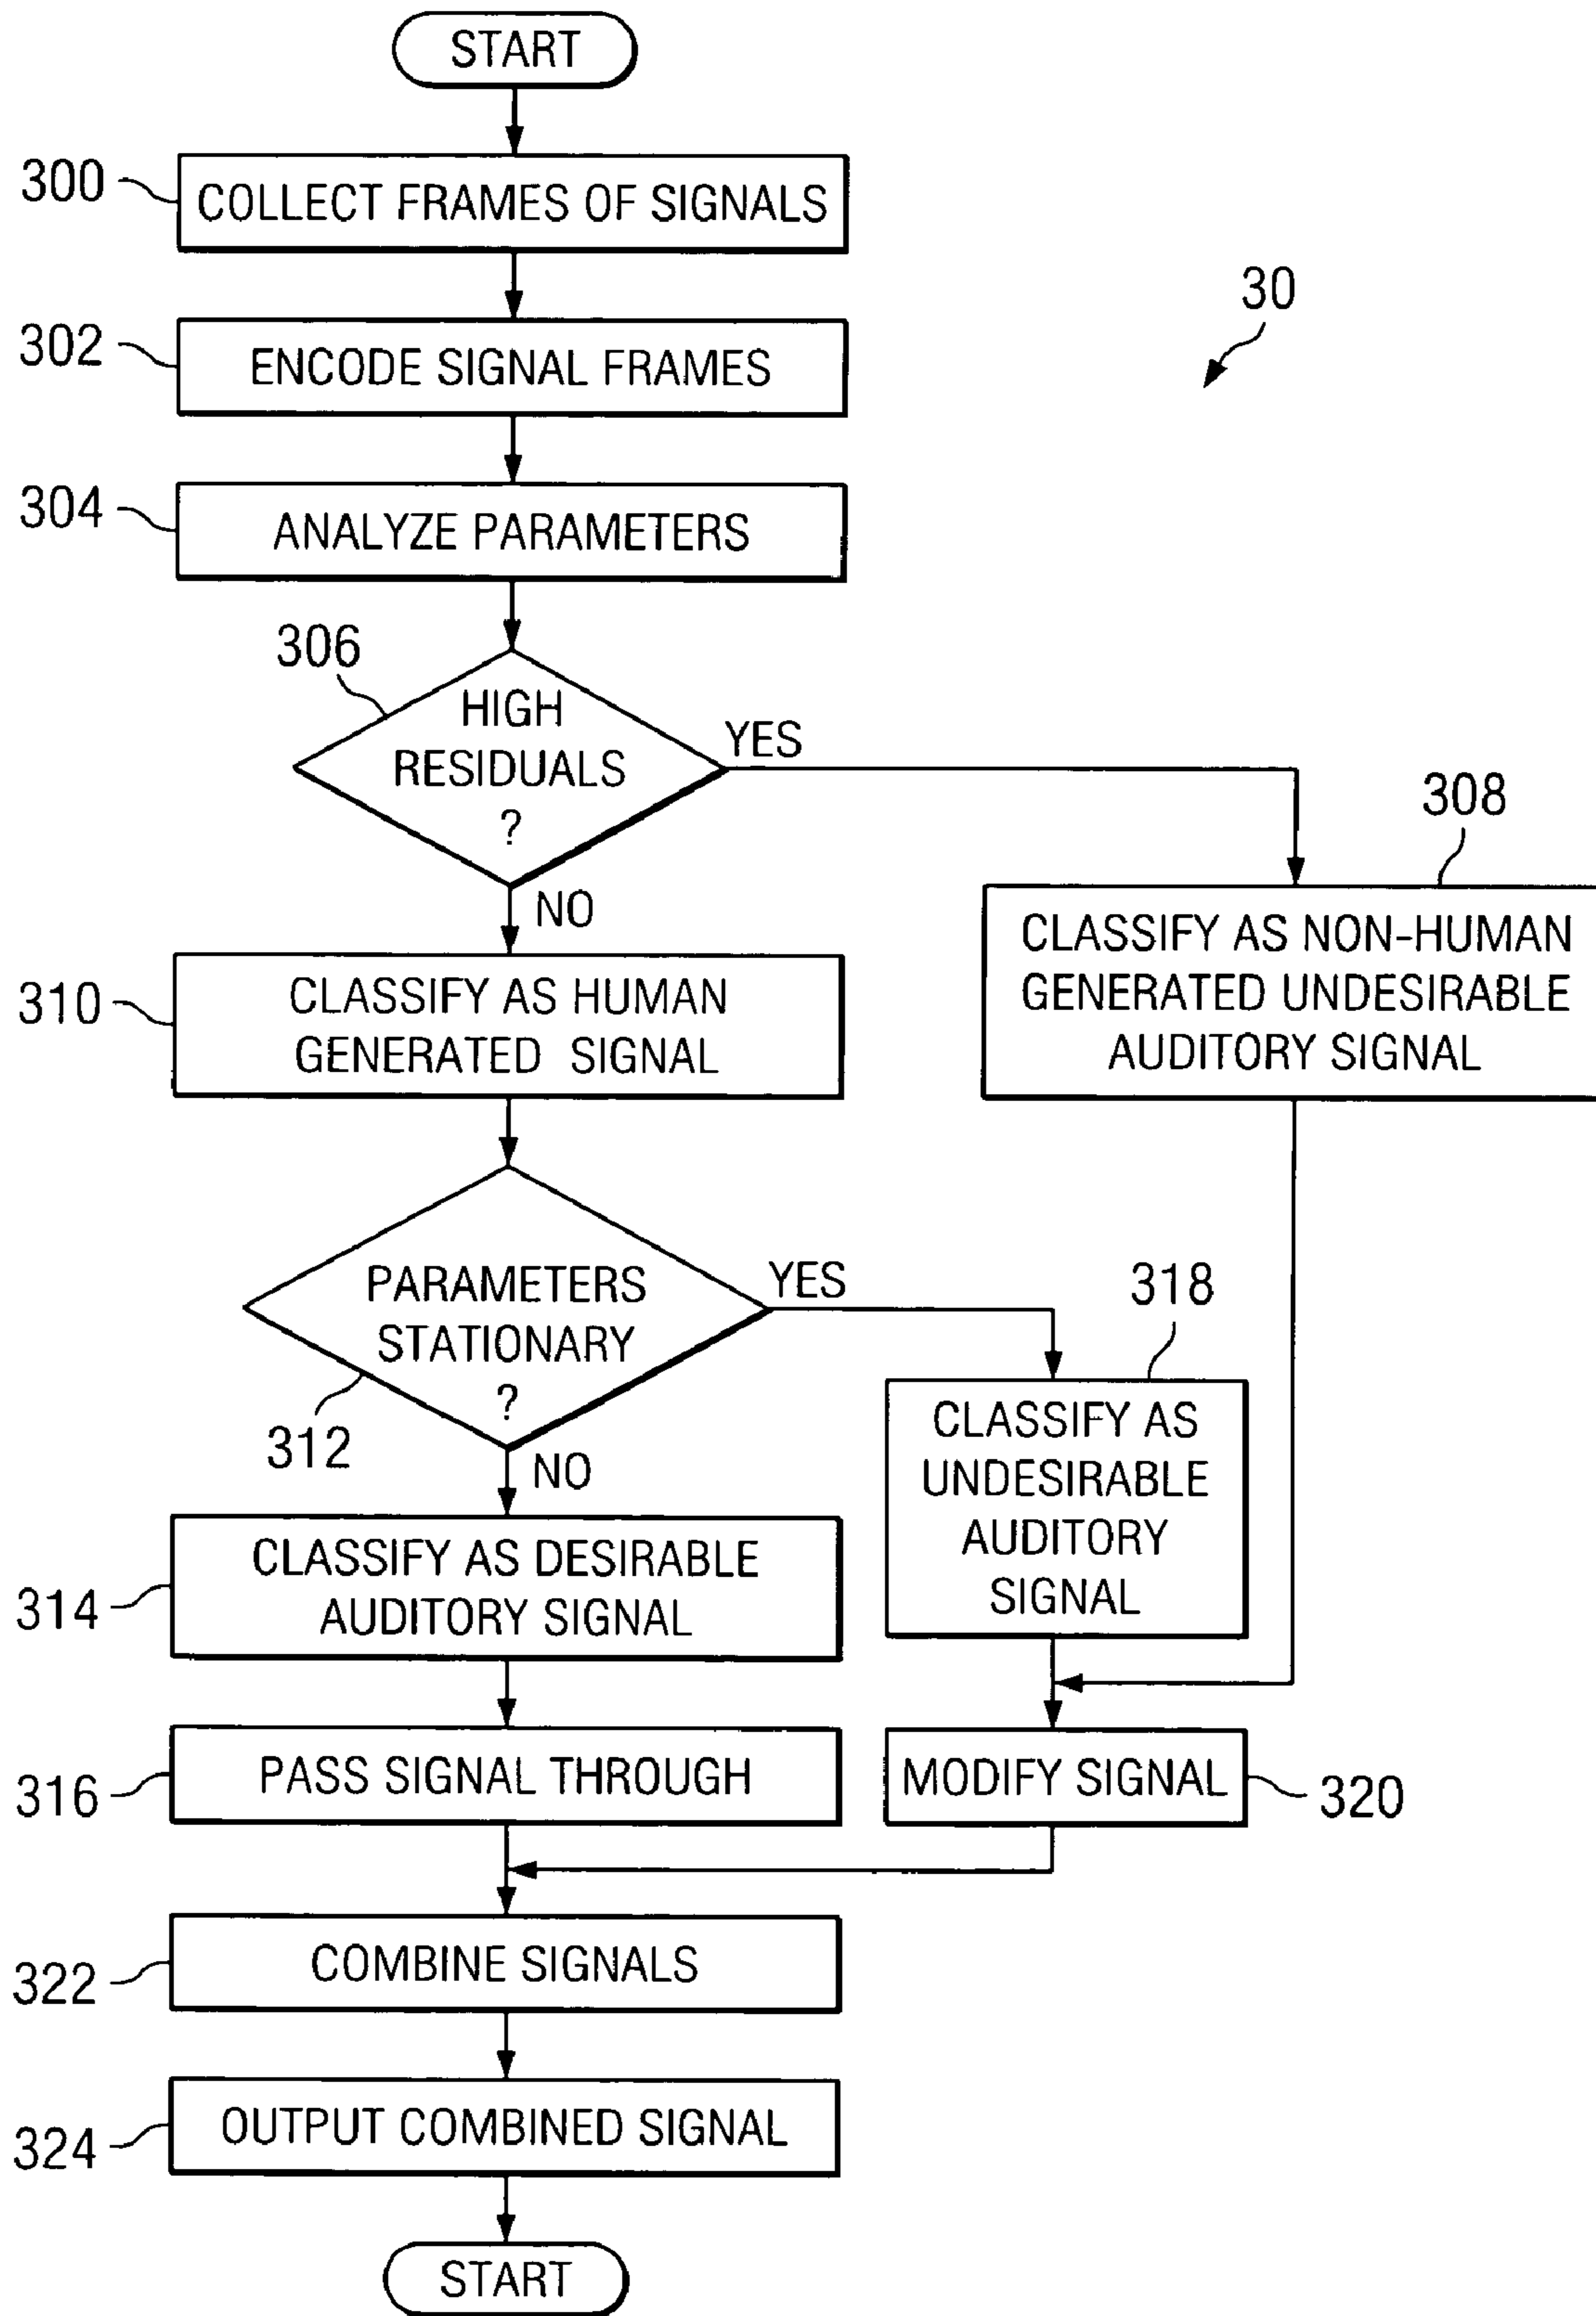 START
300
COLLECT FRAMES OF SIGNALS
30
302
ENCODE SIGNAL FRAMES
304
ANALYZE PARAMETERS
306
HIGH
RESIDUALS
?
YES
NO
308
CLASSIFY AS NON-HUMAN
GENERATED UNDESIRABLE
AUDITORY SIGNAL
310
CLASSIFY AS HUMAN
GENERATED SIGNAL
PARAMETERS
STATIONARY
?
YES
312
NO
318
CLASSIFY AS
UNDESIRABLE
AUDITORY
SIGNAL
314
CLASSIFY AS DESIRABLE
AUDITORY SIGNAL
316
PASS SIGNAL THROUGH
MODIFY SIGNAL
320
322
COMBINE SIGNALS
324
OUTPUT COMBINED SIGNAL
START